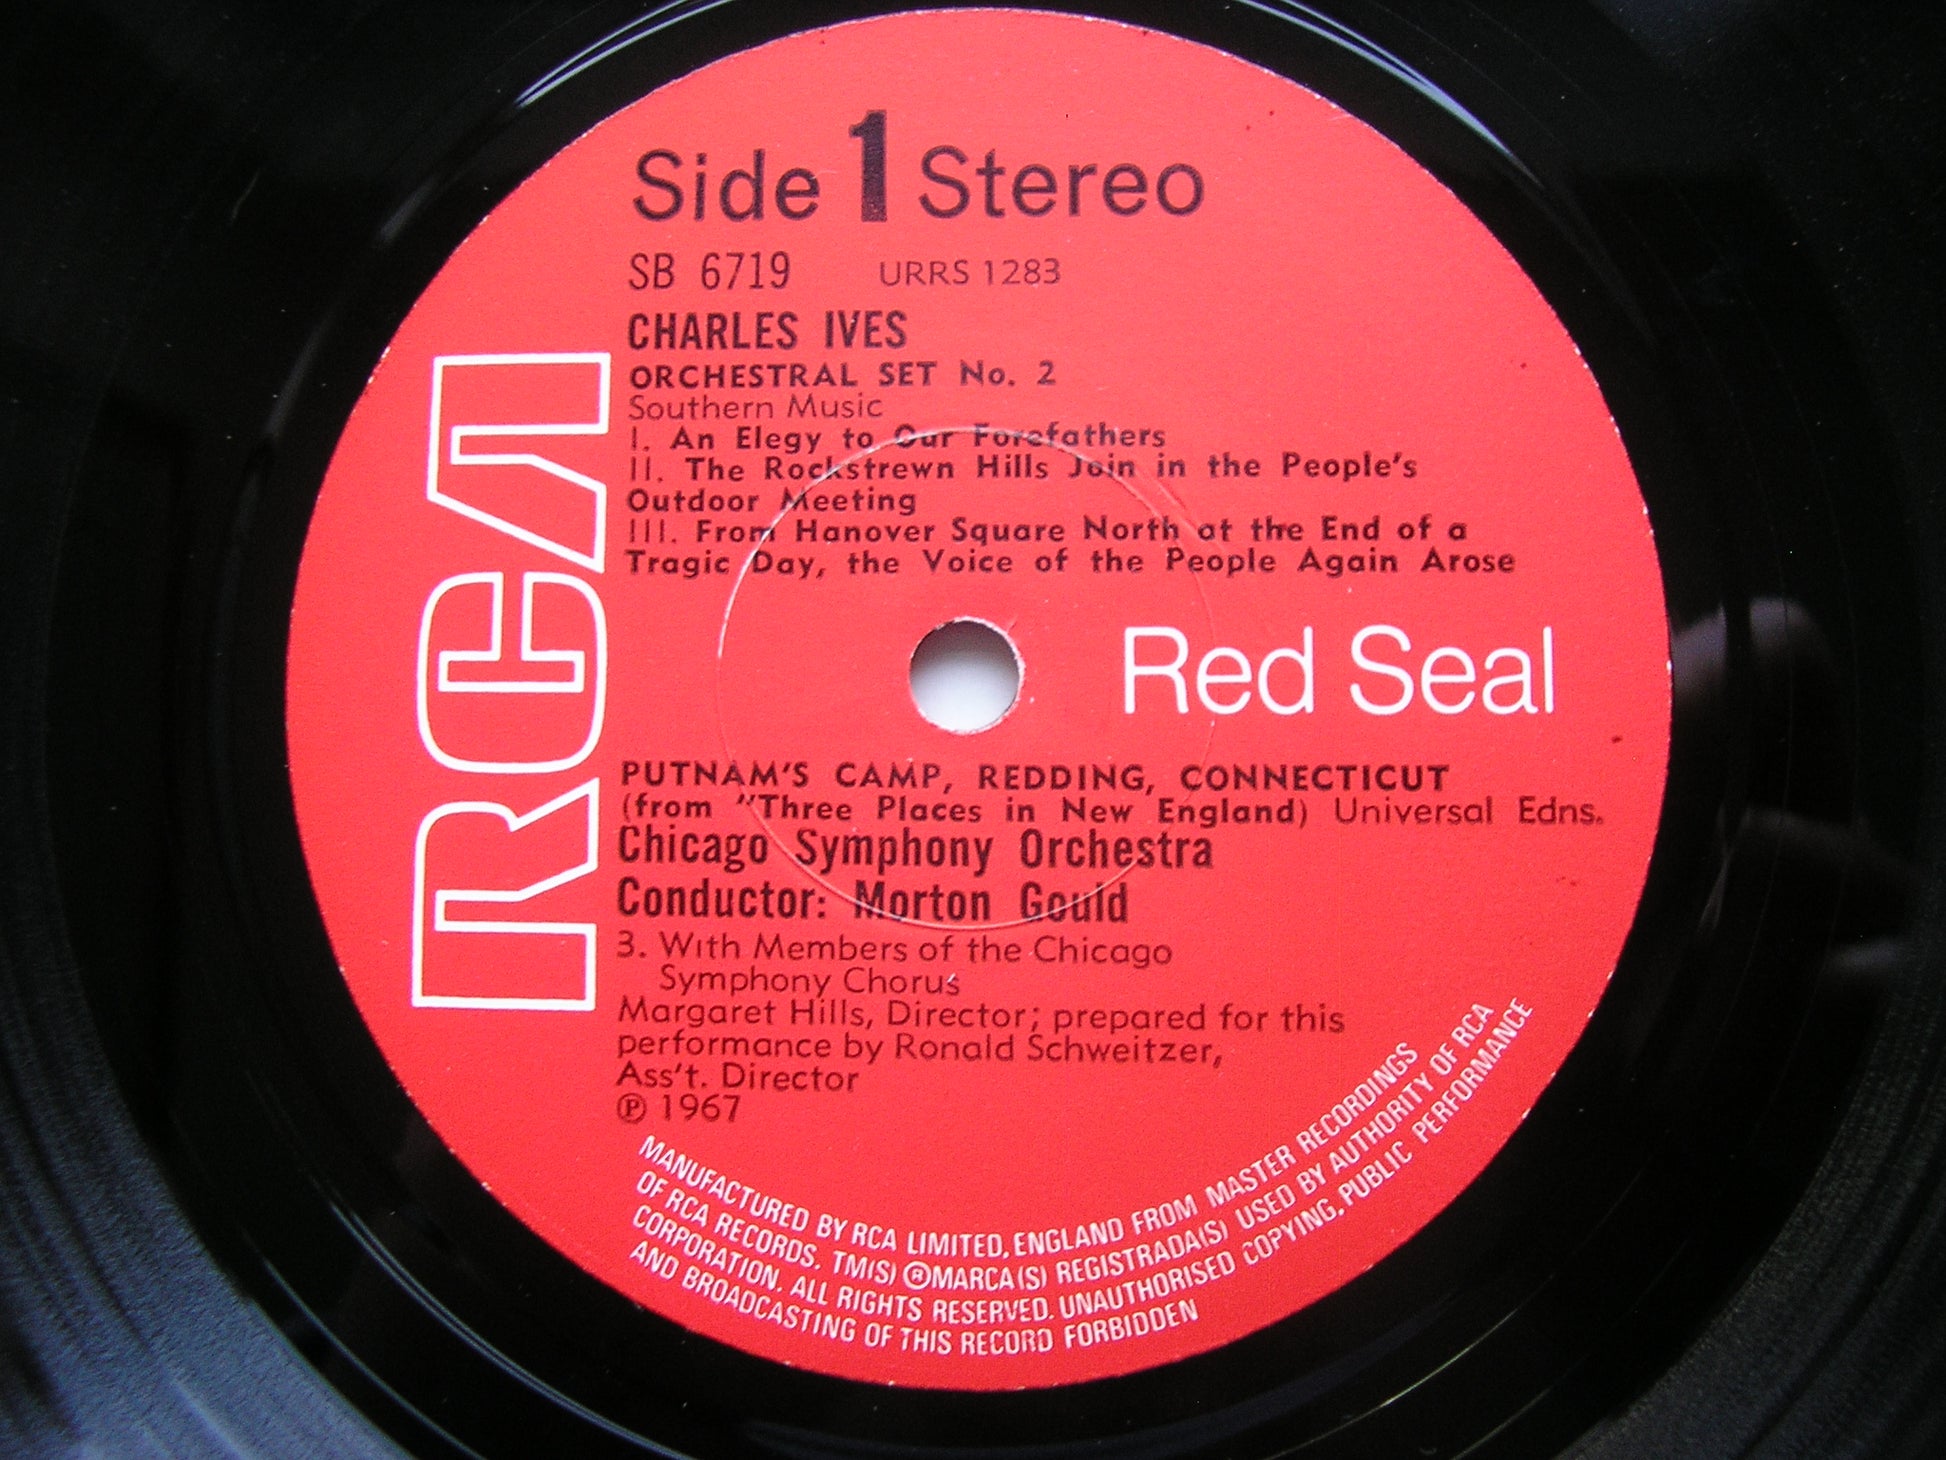 Side 1 Stereo
SB 6719 URRS 1283
CHARLES IVES
ORCHESTRAL SET No. 2
Southern Music
I. An Elegy to Our Forefathers
II. The Rockstrewn Hills Join in the People's
Outdoor Meeting
III. From Hanover Square North at the End of a
Tragic Day, the Voice of the People Again Arose
RCA
Red Seal
PUTNAM'S CAMP, REDDING, CONNECTICUT
(from "Three Places in New England) Universal Edns.
Chicago Symphony Orchestra
Conductor: Morton Gould
3. With Members of the Chicago
Symphony Chorus
Margaret Hills, Director; prepared for this
performance by Ronald Schweitzer,
Ass't. Director
℗ 1967
MANUFACTURED BY RCA LIMITED, ENGLAND FROM MASTER RECORDINGS
OF RCA RECORDS. TM(S) ®MARCA(S) REGISTRADA(S) USED BY AUTHORITY OF RCA
CORPORATION. ALL RIGHTS RESERVED. UNAUTHORISED COPYING, PUBLIC PERFORMANCE
AND BROADCASTING OF THIS RECORD FORBIDDEN